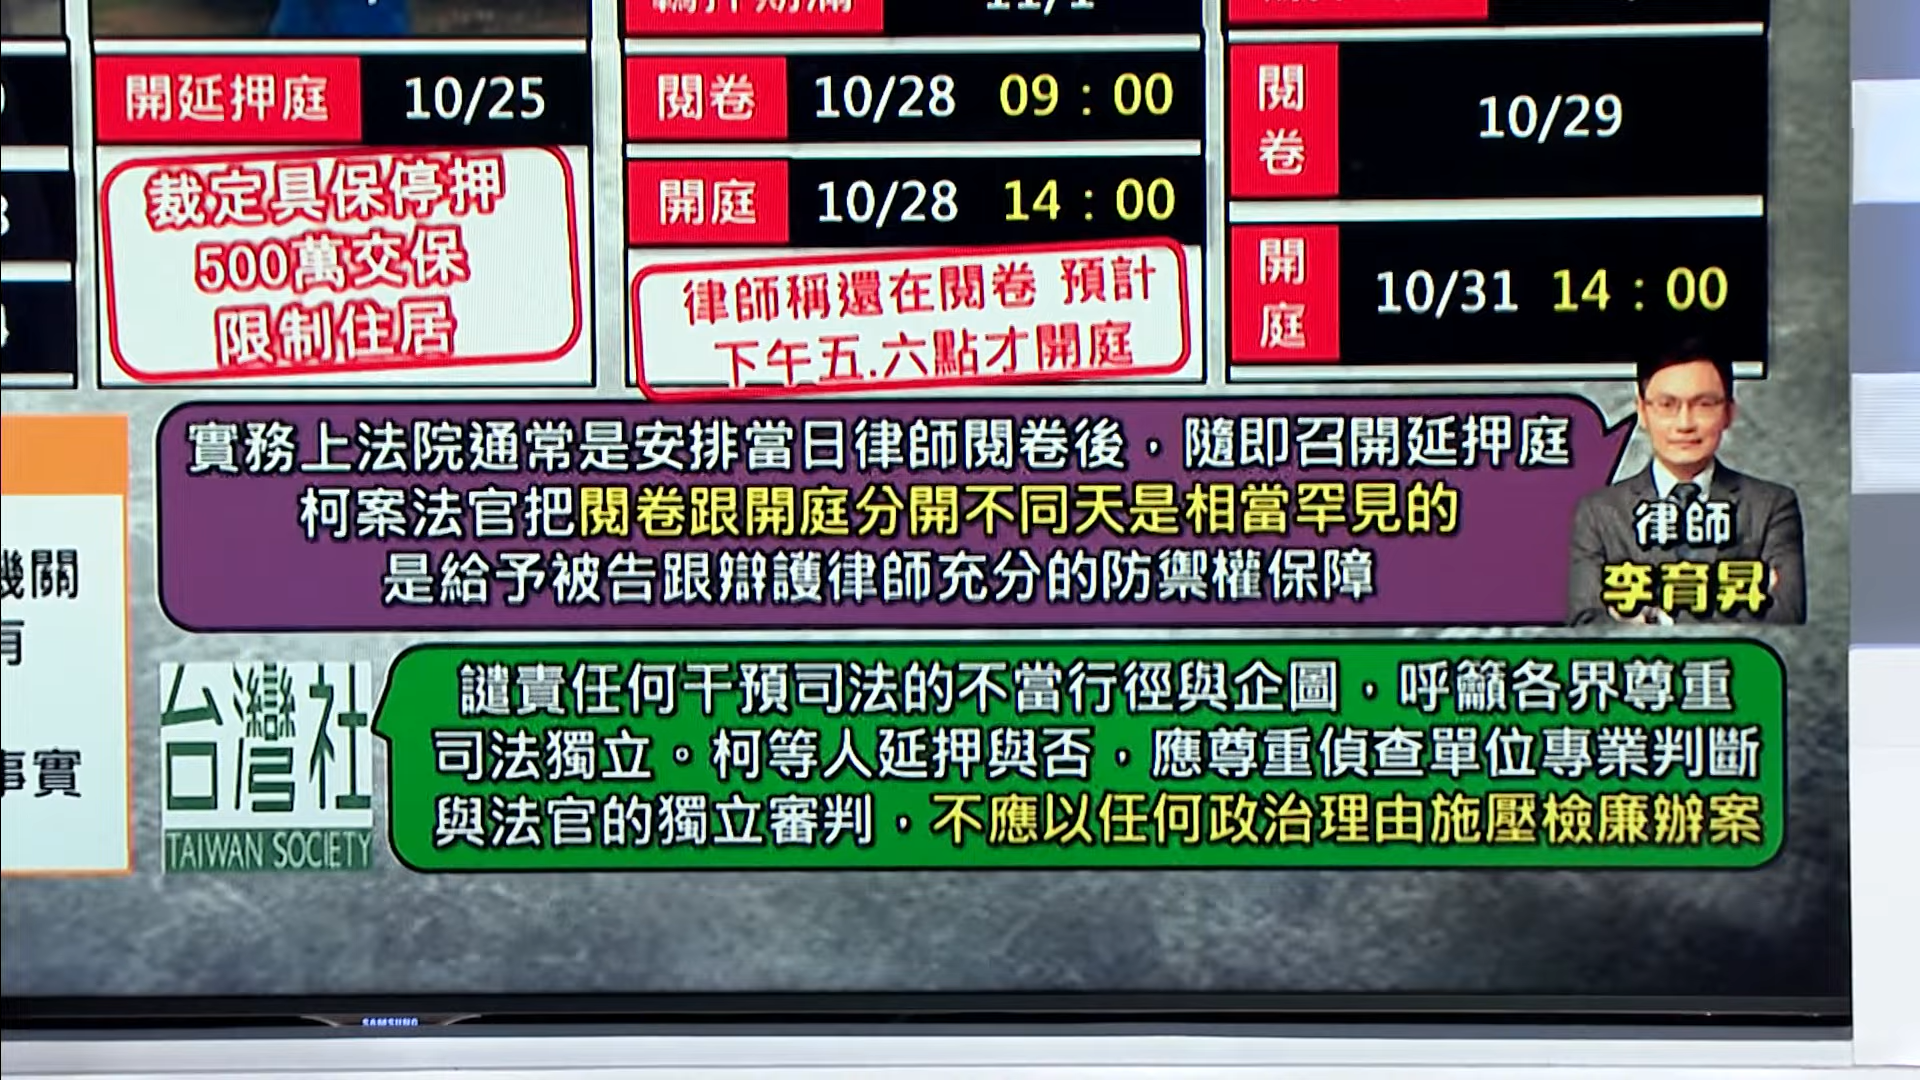 11/1
開延押庭 10/25
裁定具保停押
500萬交保
限制住居
閱卷 10/28 09:00
開庭 10/28 14:00
律師稱還在閱卷 預計
下午五.六點才開庭
閱卷 10/29
開庭 10/31 14:00
實務上法院通常是安排當日律師閱卷後，隨即召開延押庭
柯案法官把閱卷跟開庭分開不同天是相當罕見的
是給予被告跟辯護律師充分的防禦權保障
律師
李育昇
機關
有
事實
台灣社
TAIWAN SOCIETY
譴責任何干預司法的不當行徑與企圖，呼籲各界尊重
司法獨立。柯等人延押與否，應尊重偵查單位專業判斷
與法官的獨立審判，不應以任何政治理由施壓檢廉辦案
SAMSUNG